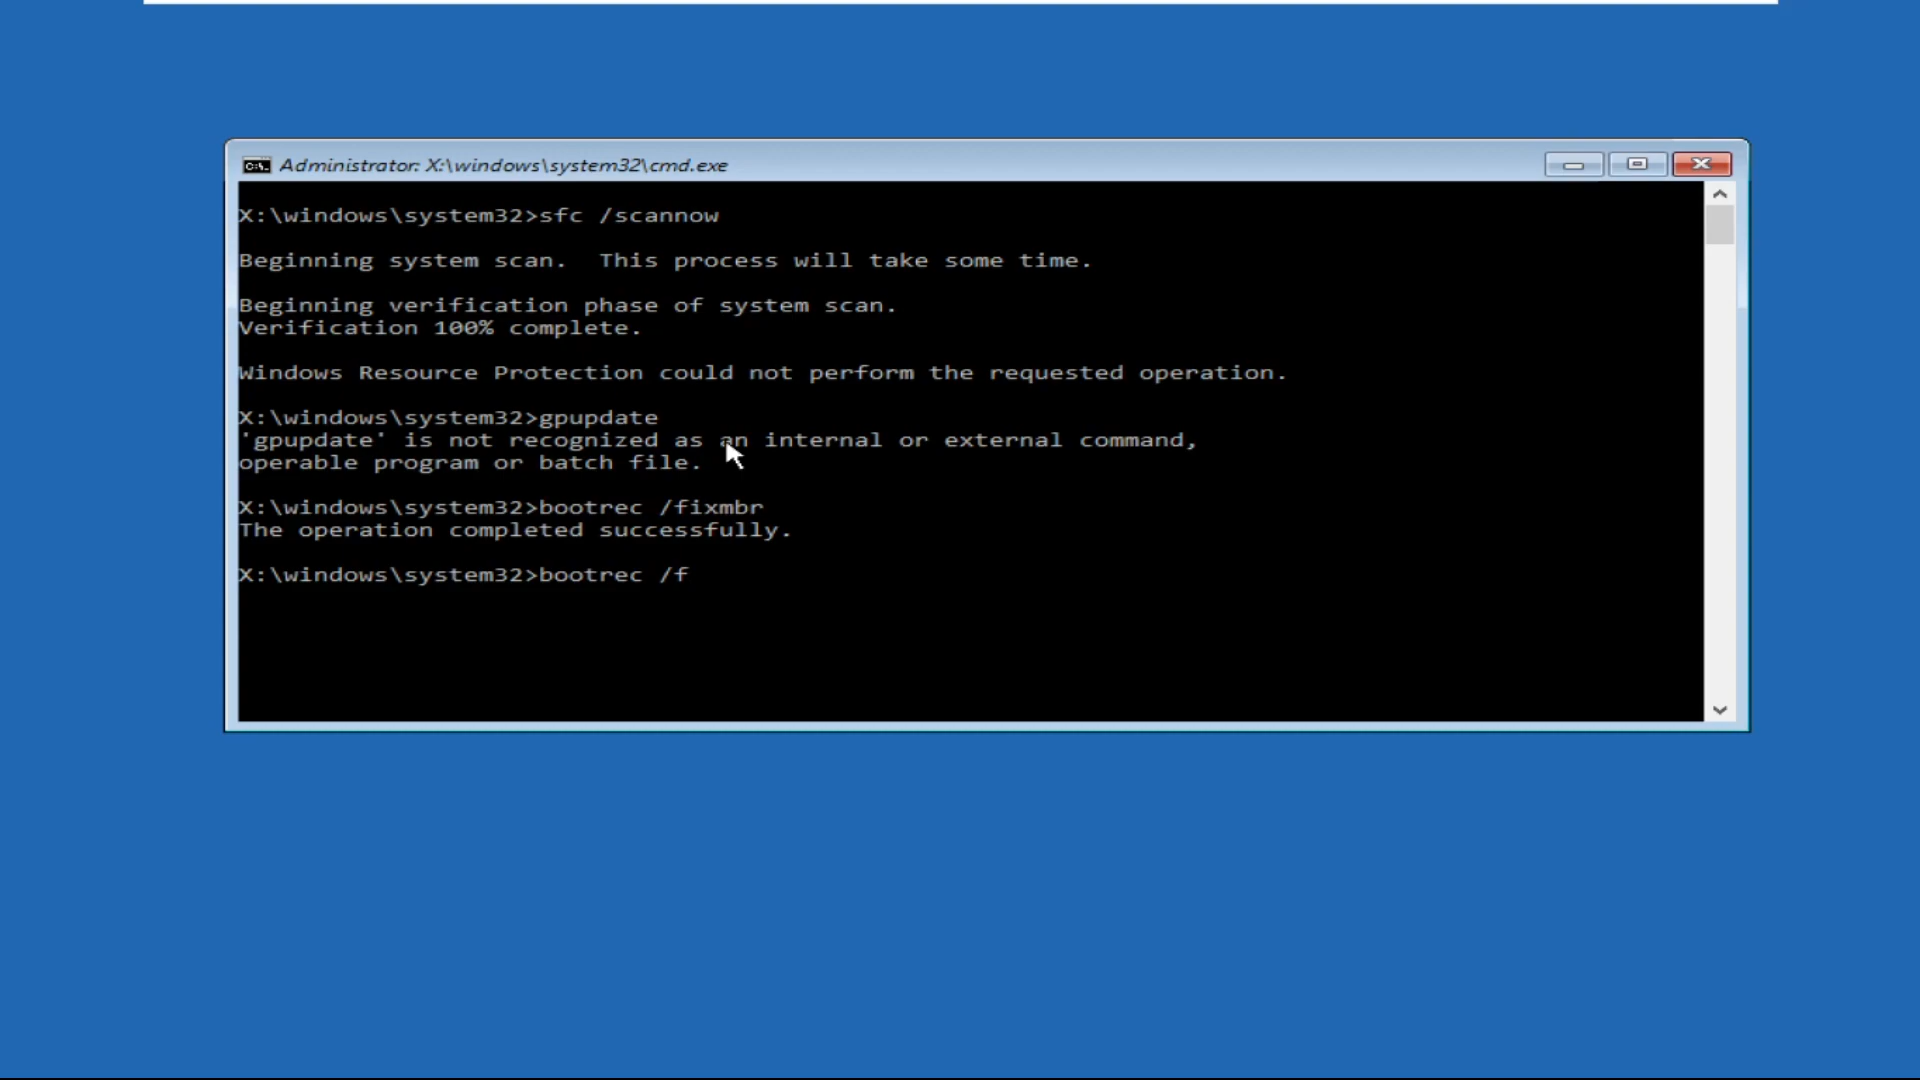 Administrator: X:\windows\system32\cmd.exe
X:\windows\system32>sfc /scannow
Beginning system scan.  This process will take some time.
Beginning verification phase of system scan.
Verification 100% complete.
Windows Resource Protection could not perform the requested operation.
X:\windows\system32>gpupdate
'gpupdate' is not recognized as an internal or external command,
operable program or batch file.
X:\windows\system32>bootrec /fixmbr
The operation completed successfully.
X:\windows\system32>bootrec /f